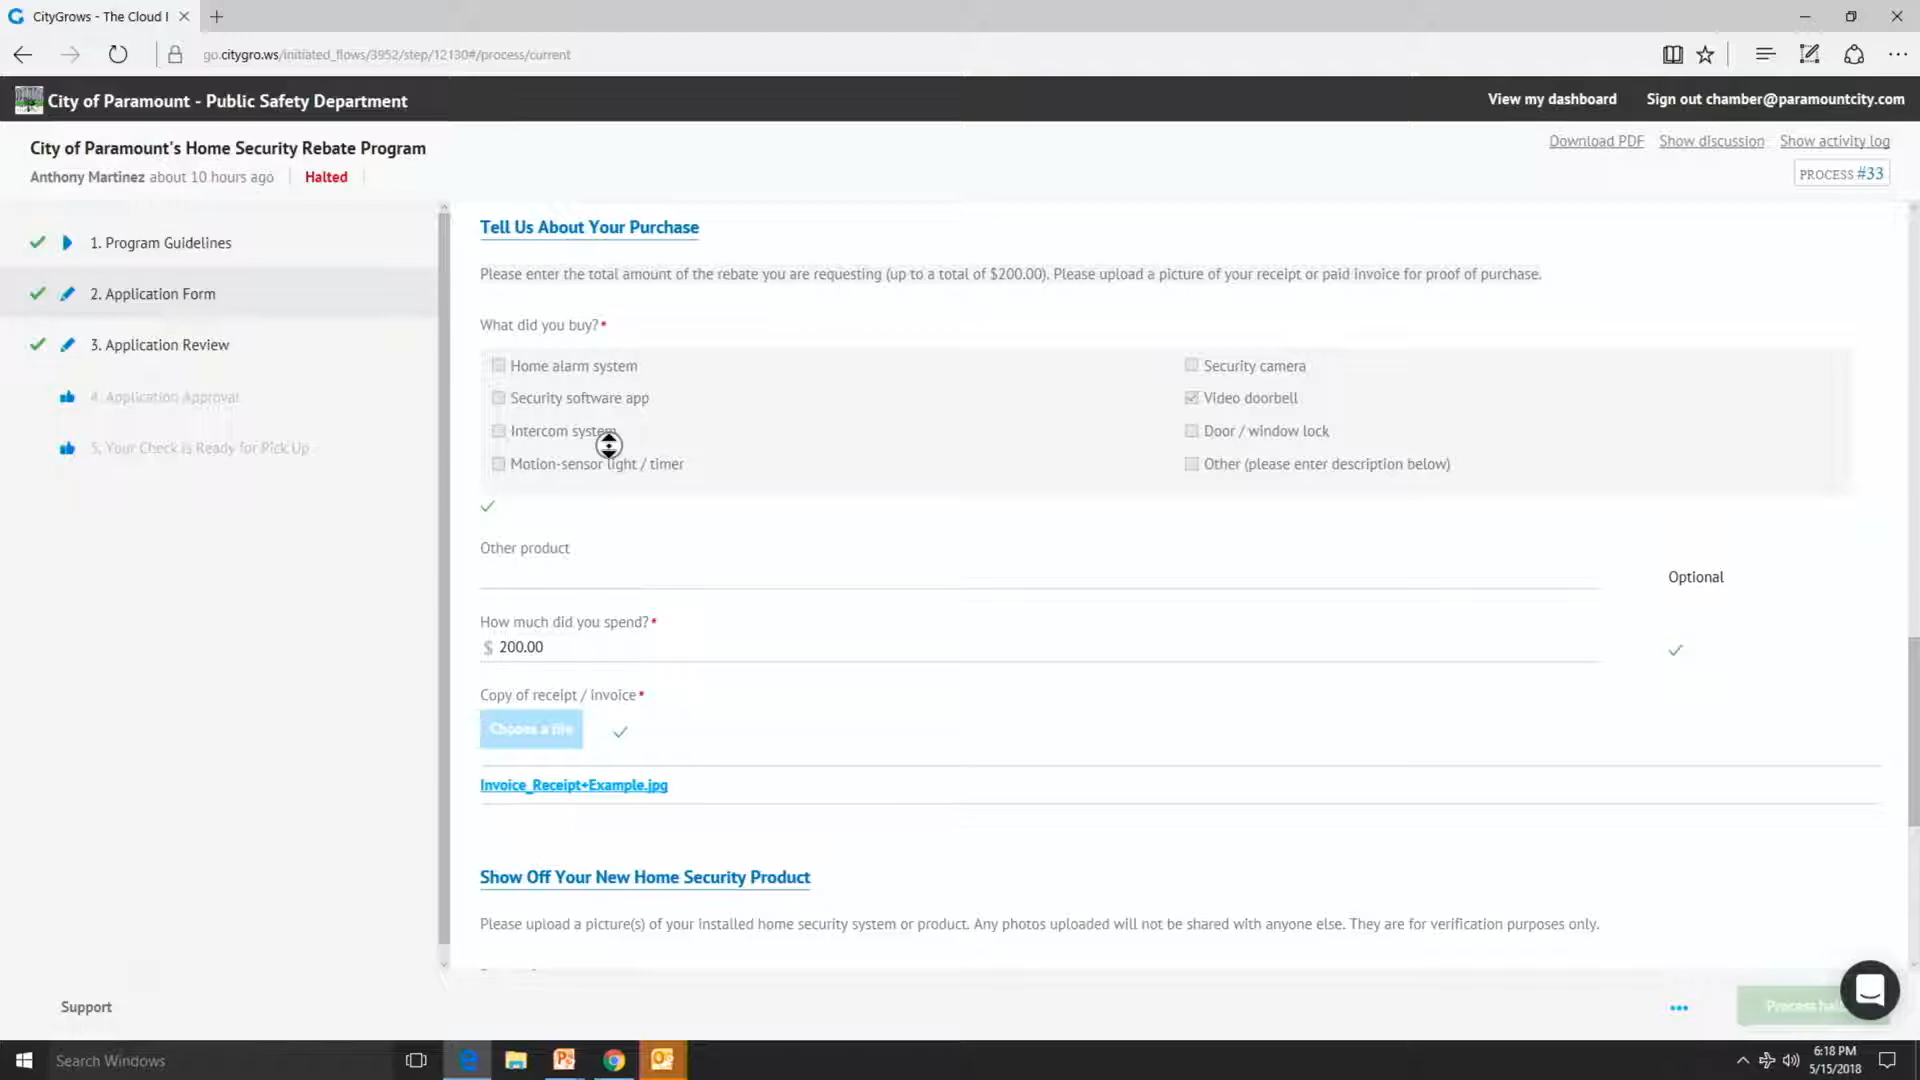 CityGrows - The Cloud
go.citygro.ws/initiated_flows/3952/step/12130#/process/current
City of Paramount - Public Safety Department
View my dashboard
Sign out chamber@paramountcity.com
City of Paramount's Home Security Rebate Program
Download PDF
Show discussion
Show activity log
Anthony Martinez about 10 hours ago
Halted
PROCESS #33
1. Program Guidelines
2. Application Form
3. Application Review
4. Application Approval
5. Your Check is Ready for Pick Up
Tell Us About Your Purchase
Please enter the total amount of the rebate you are requesting (up to a total of $200.00). Please upload a picture of your receipt or paid invoice for proof of purchase.
What did you buy?*
Home alarm system
Security camera
Security software app
Video doorbell
Intercom system
Door / window lock
Motion-sensor light / timer
Other (please enter description below)
Other product
Optional
How much did you spend?*
$ 200.00
Copy of receipt / invoice*
Choose a file
Invoice_Receipt+Example.jpg
Show Off Your New Home Security Product
Please upload a picture(s) of your installed home security system or product. Any photos uploaded will not be shared with anyone else. They are for verification purposes only.
Support
Process
Search Windows
6:18 PM
5/15/2018